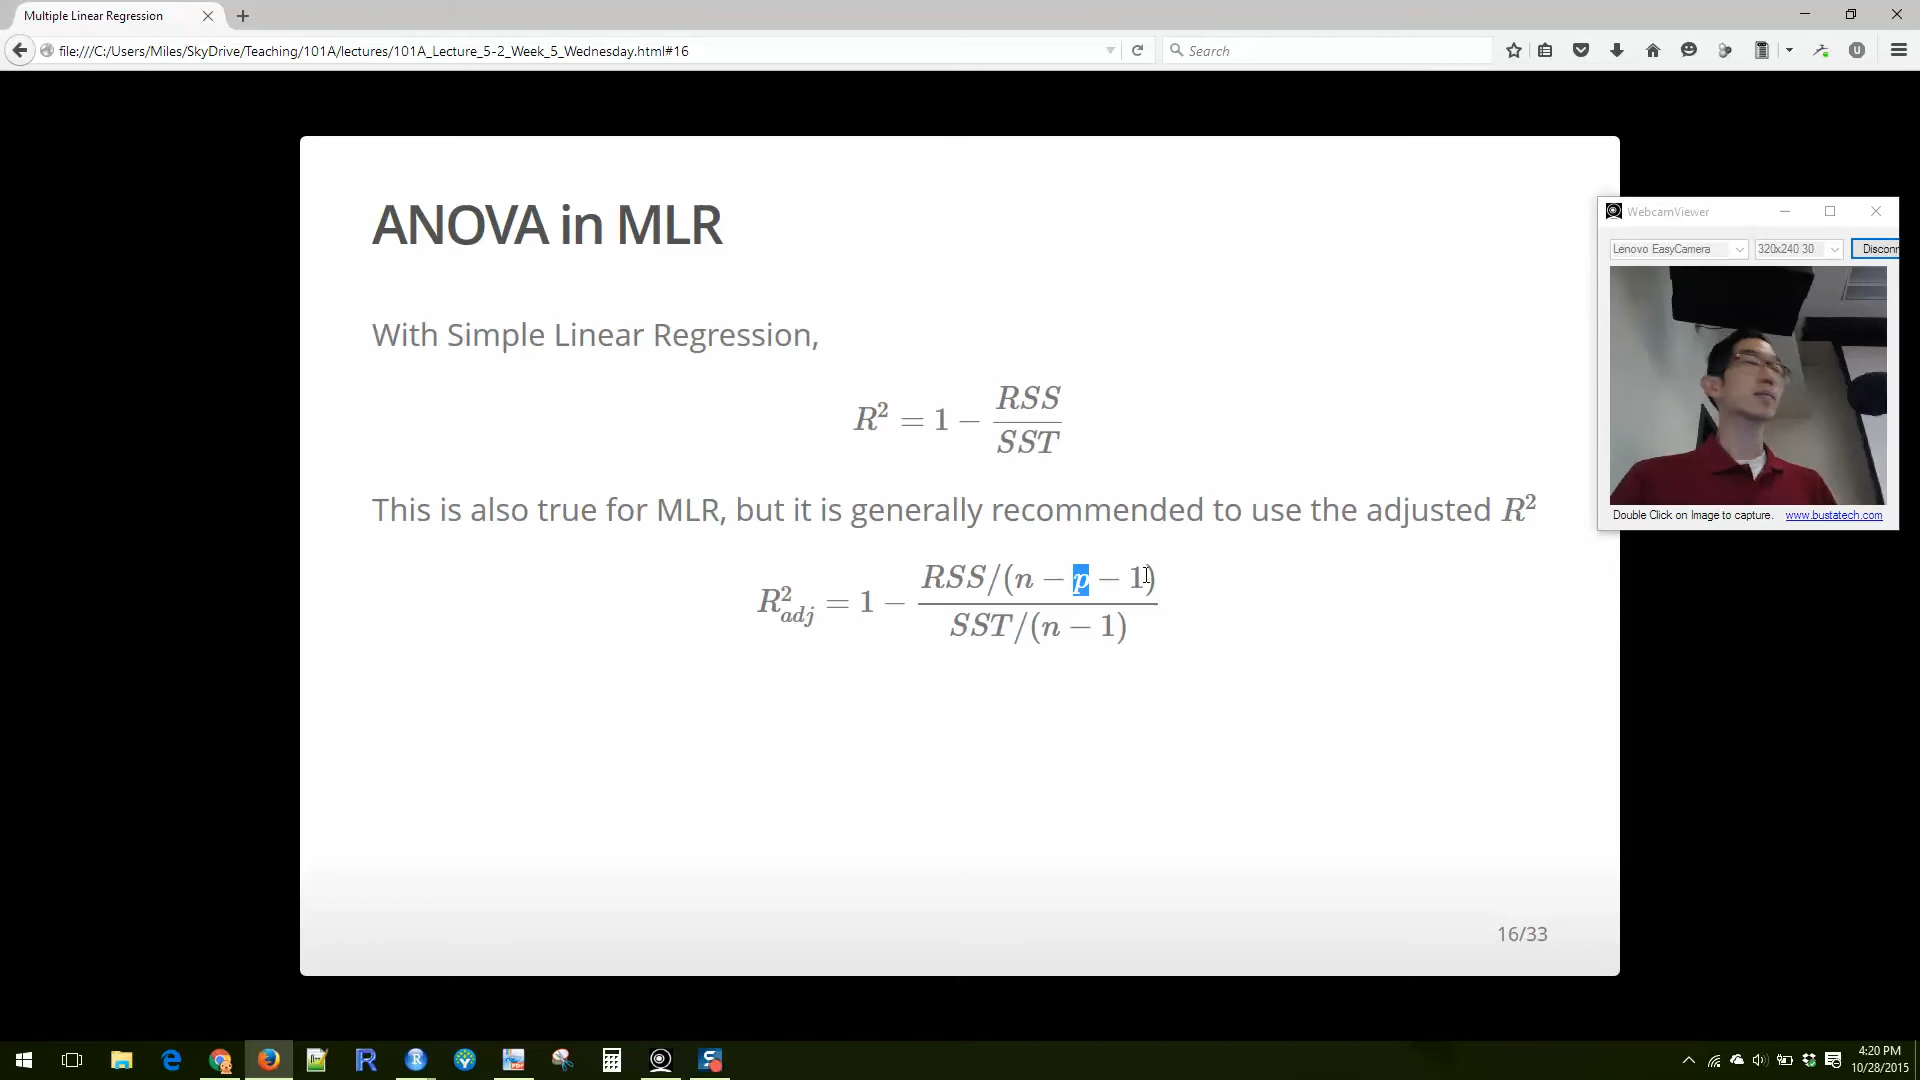 Multiple Linear Regression
file:///C:/Users/Miles/SkyDrive/Teaching/101A/lectures/101A_Lecture_5-2_Week_5_Wednesday.html#16
Search
ANOVA in MLR
With Simple Linear Regression,
R² = 1 − RSS/SST
This is also true for MLR, but it is generally recommended to use the adjusted R²
R²adj = 1 − RSS/(n − p − 1) / SST/(n − 1)
16/33
WebcamViewer
Lenovo EasyCamera 320x240 30 Disconn
Double Click on Image to capture. www.bustatech.com
4:20 PM
10/28/2015